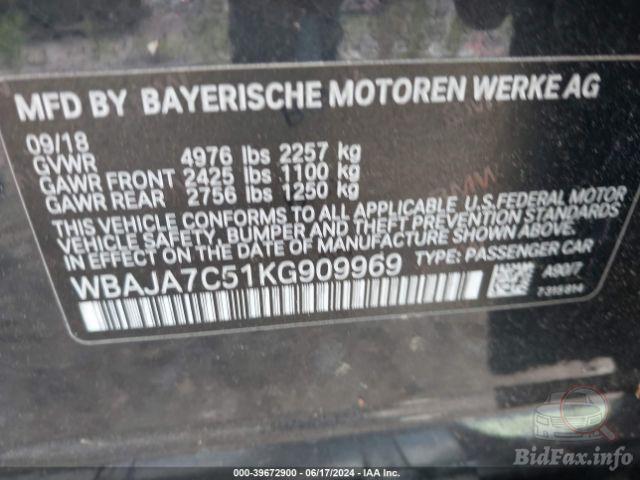 MFD BY BAYERISCHE MOTOREN WERKE AG
09/18
GVWR 4976 lbs 2257 kg
GAWR FRONT 2425 lbs 1100 kg
GAWR REAR 2756 lbs 1250 kg
THIS VEHICLE CONFORMS TO ALL APPLICABLE U.S.FEDERAL MOTOR
VEHICLE SAFETY, BUMPER AND THEFT PREVENTION STANDARDS
IN EFFECT ON THE DATE OF MANUFACTURE SHOWN ABOVE.
WBAJA7C51KG909969 TYPE: PASSENGER CAR
A90/7
7315814
BidFax.info
000-39672900 - 06/17/2024 - IAA Inc.